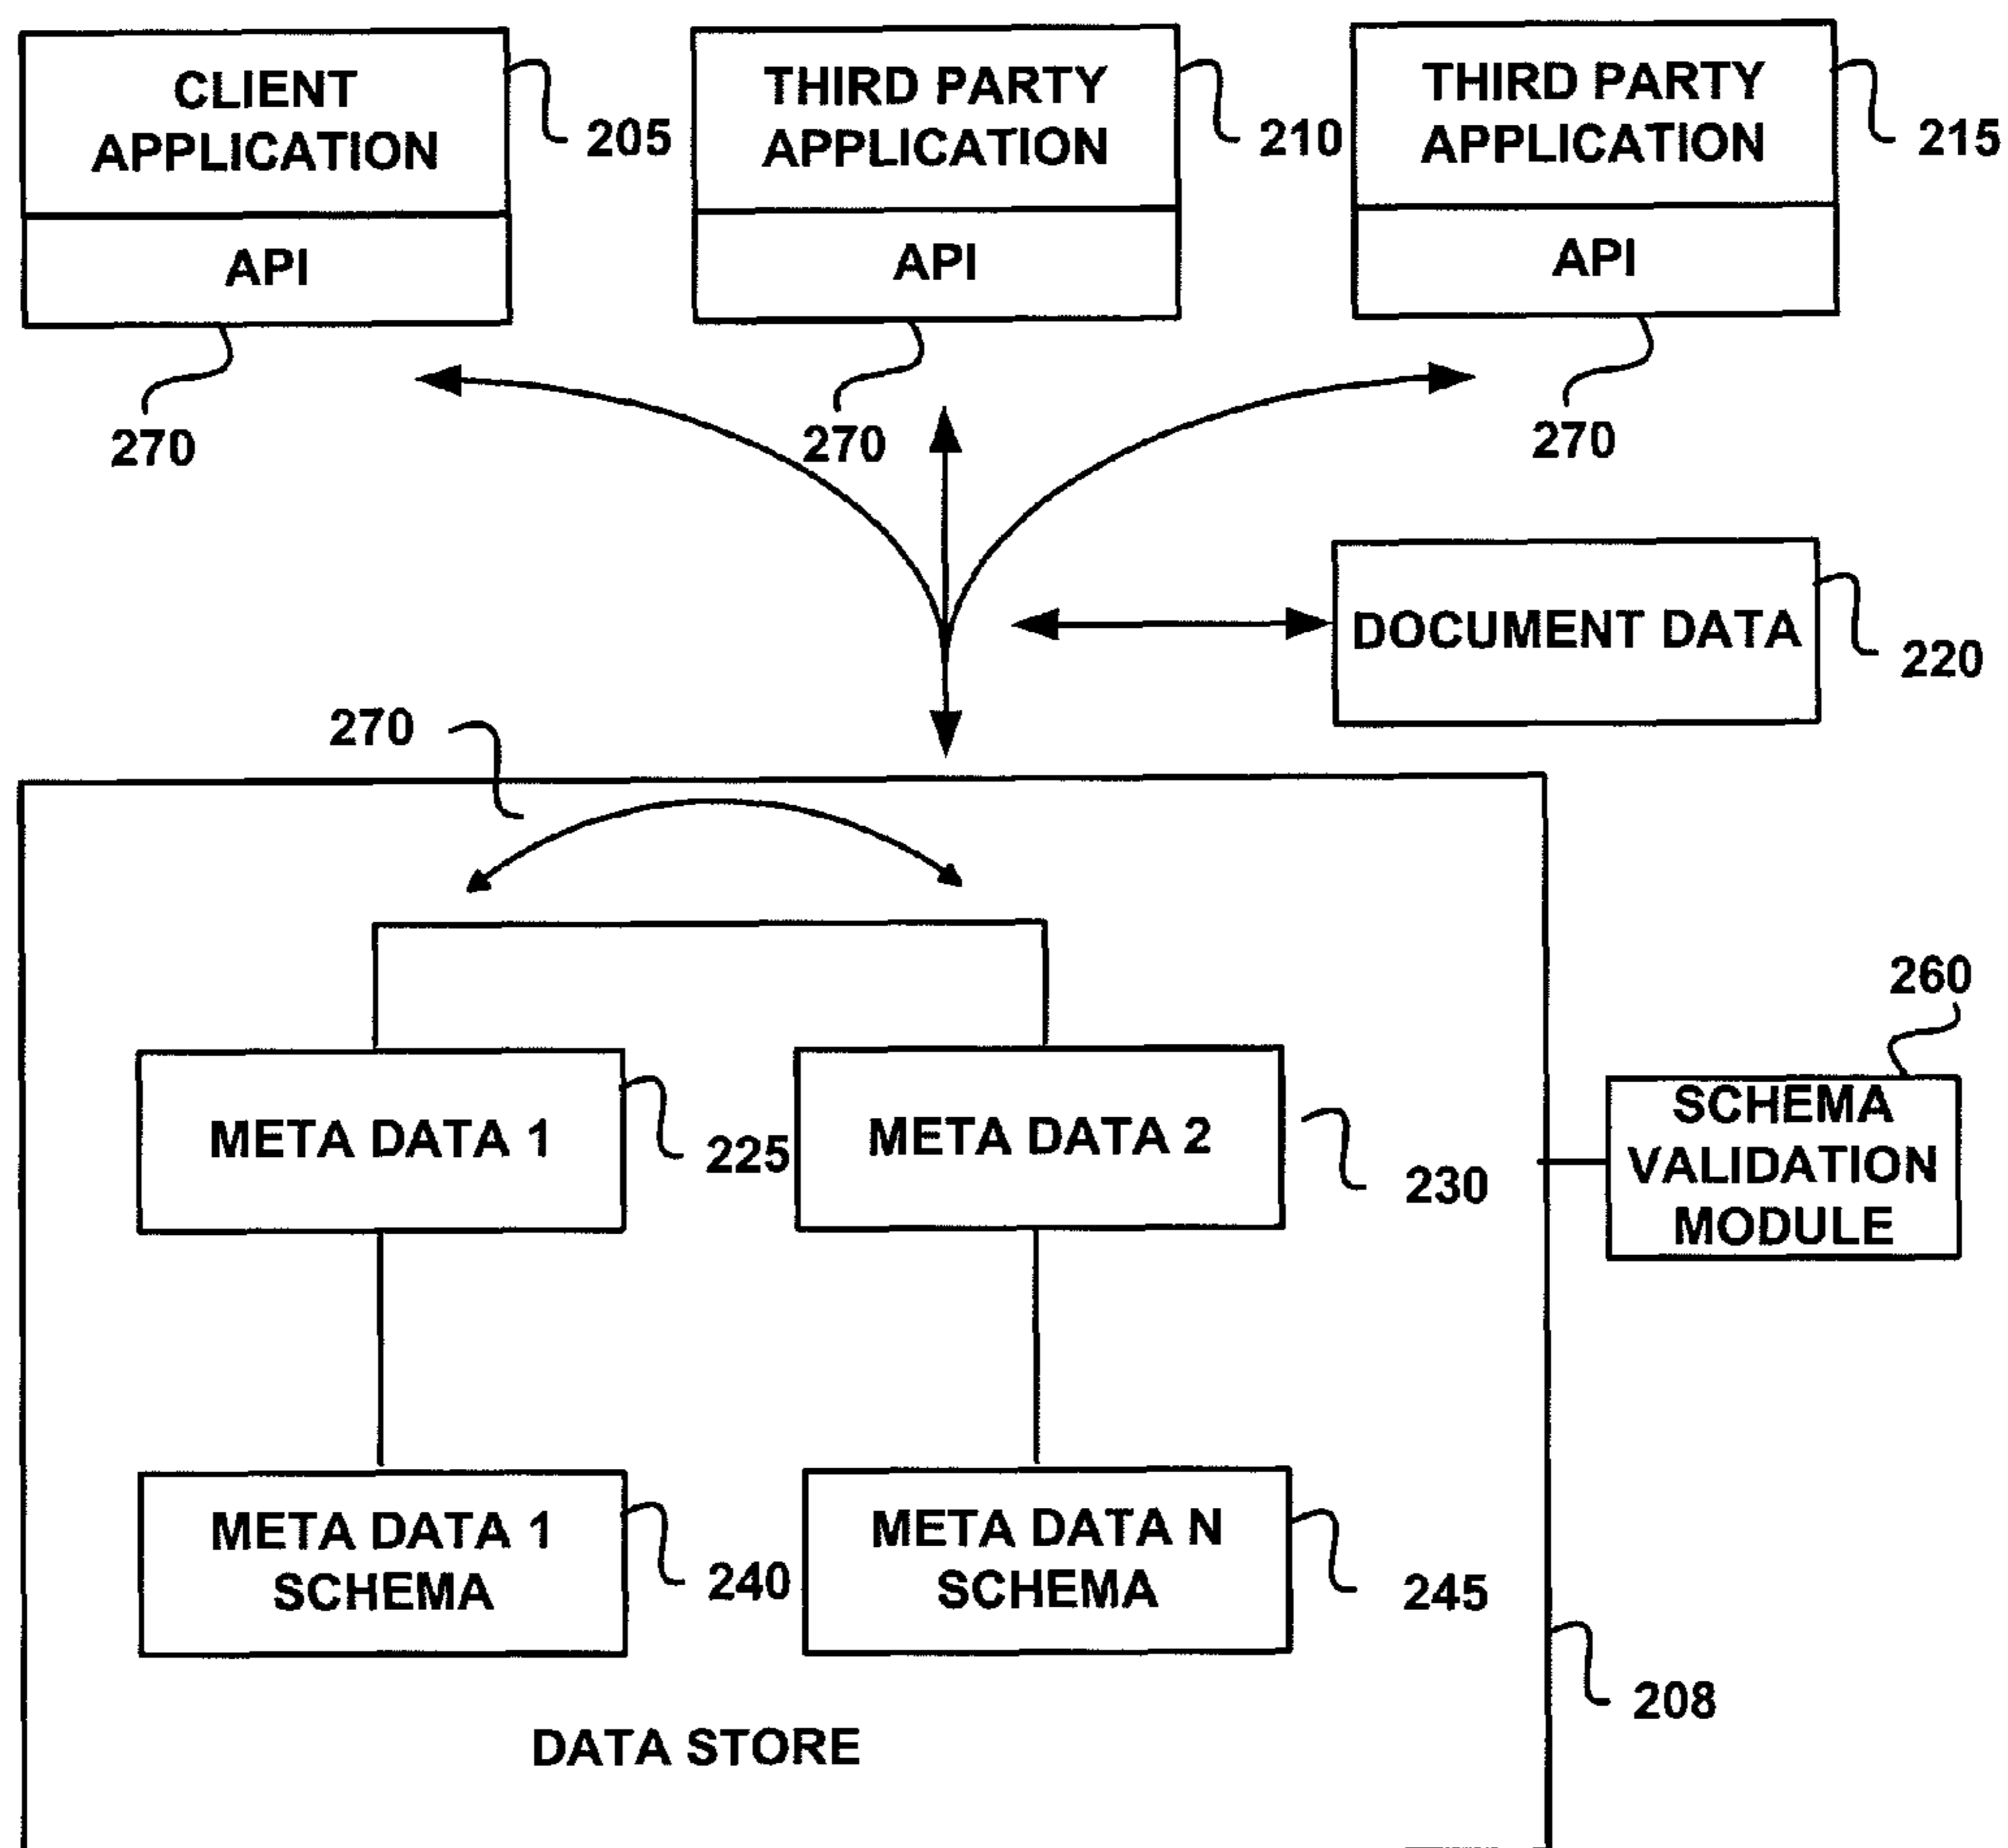 CLIENT
APPLICATION
API
205
270
THIRD PARTY
APPLICATION
API
210
270
THIRD PARTY
APPLICATION
API
215
270
DOCUMENT DATA
220
270
META DATA 1
225
META DATA 2
230
260
SCHEMA
VALIDATION
MODULE
META DATA 1
SCHEMA
240
META DATA N
SCHEMA
245
208
DATA STORE